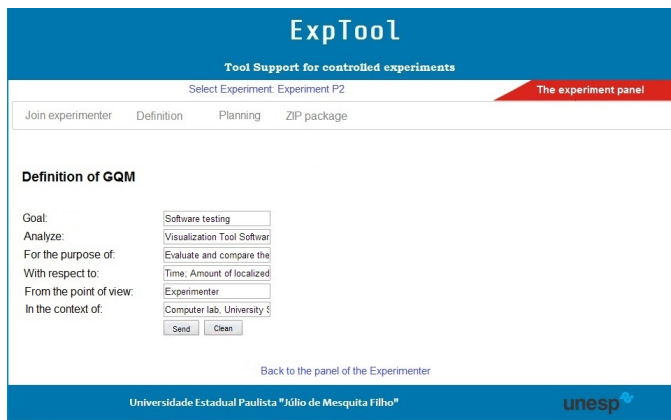 ExpTool
Tool Support for controlled experiments
Select Experiment: Experiment P2
The experiment panel
Join experimenter Definition Planning ZIP package
Definition of GQM
Goal: Software testing
Analyze: Visualization Tool Softwar
For the purpose of: Evaluate and compare the
With respect to: Time; Amount of localized
From the point of view: Experimenter
In the context of: Computer lab, University S
Send Clean
Back to the panel of the Experimenter
Universidade Estadual Paulista "Júlio de Mesquita Filho"
unesp